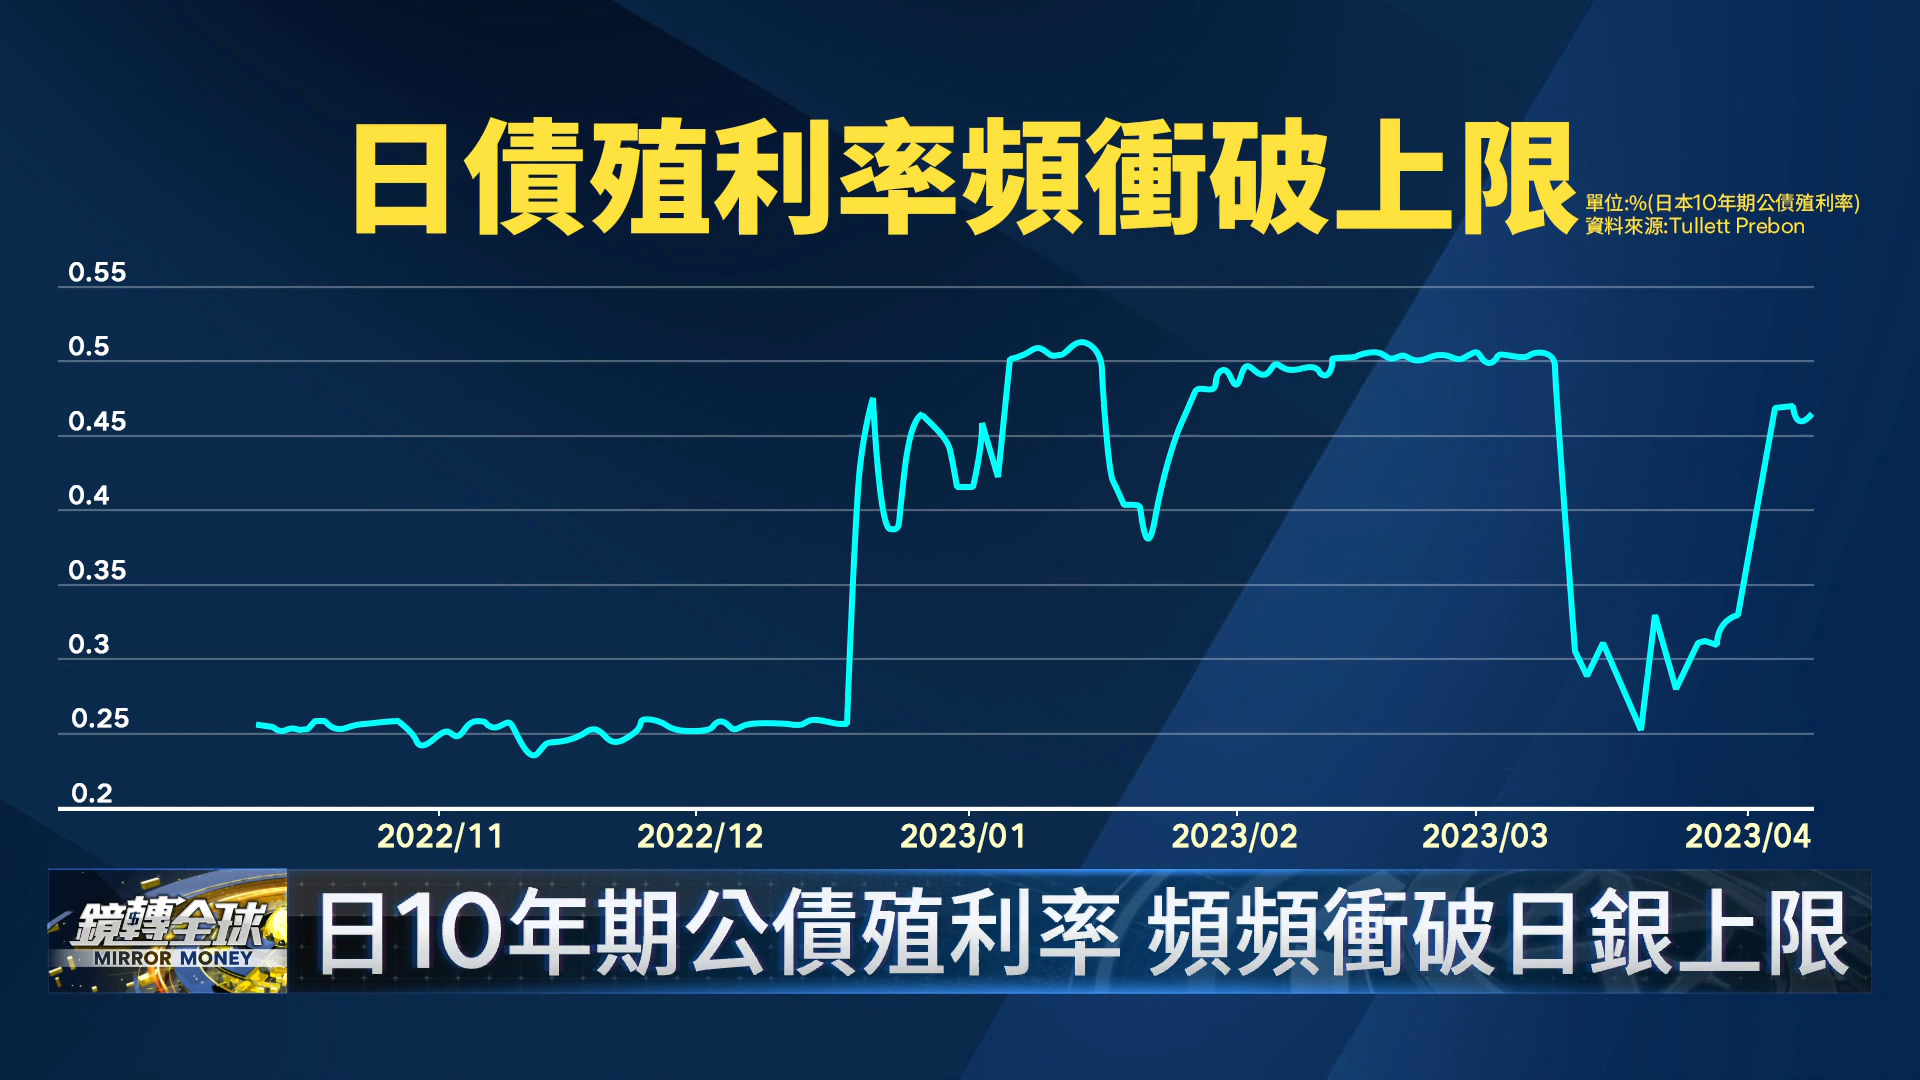 日債殖利率頻衝破上限
單位:%(日本10年期公債殖利率)
資料來源:Tullett Prebon
0.55
0.5
0.45
0.4
0.35
0.3
0.25
0.2
2022/11 2022/12 2023/01 2023/02 2023/03 2023/04
鏡轉全球
MIRROR MONEY
日10年期公債殖利率 頻頻衝破日銀上限